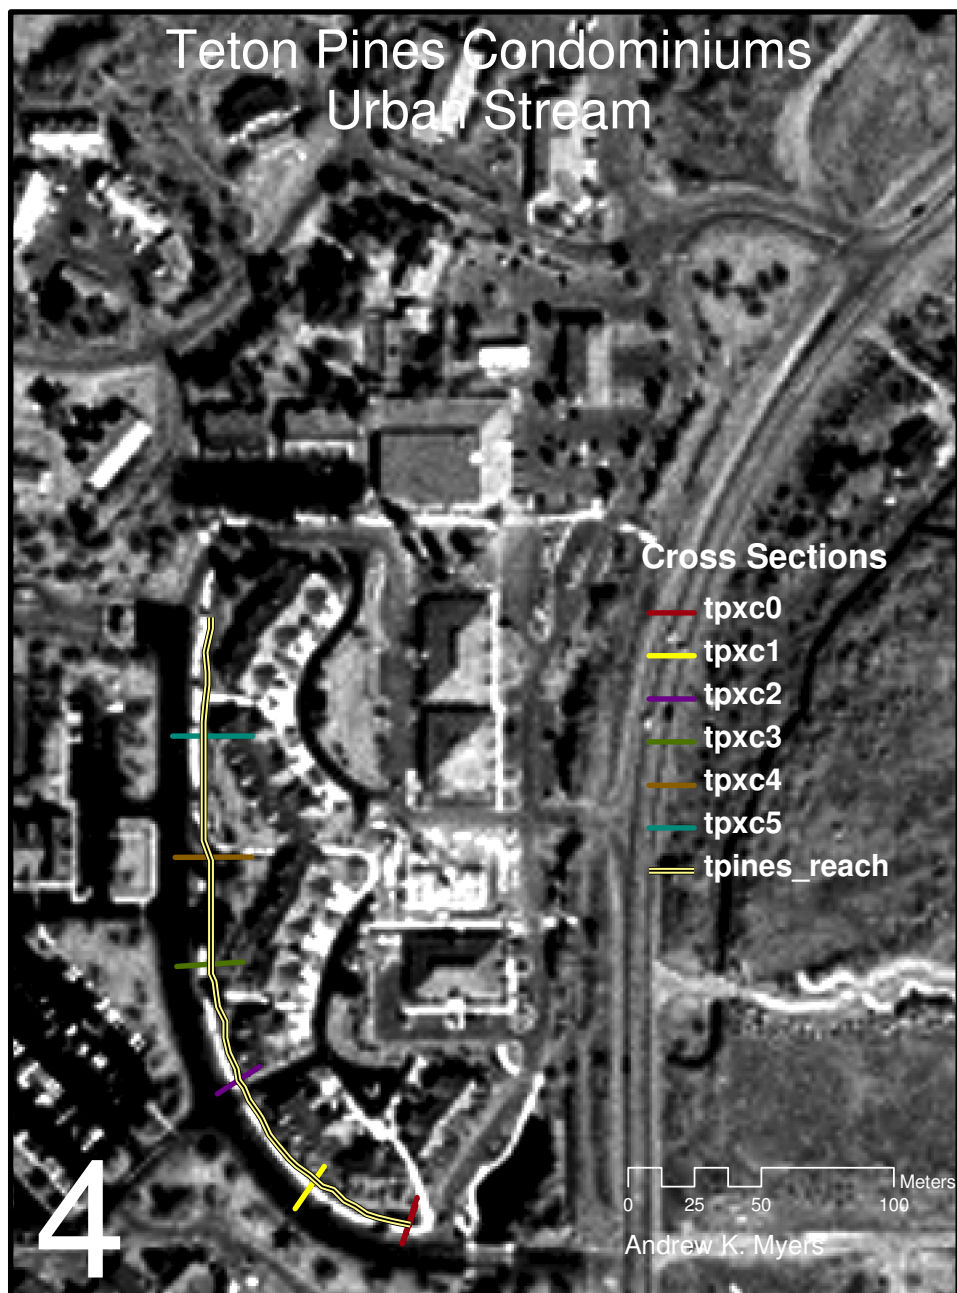 Teton Pines Condominiums
Urban Stream
Cross Sections
tpxc0
tpxc1
tpxc2
tpxc3
tpxc4
tpxc5
tpines_reach
Meters
0 25 50 100
Andrew K. Myers
4